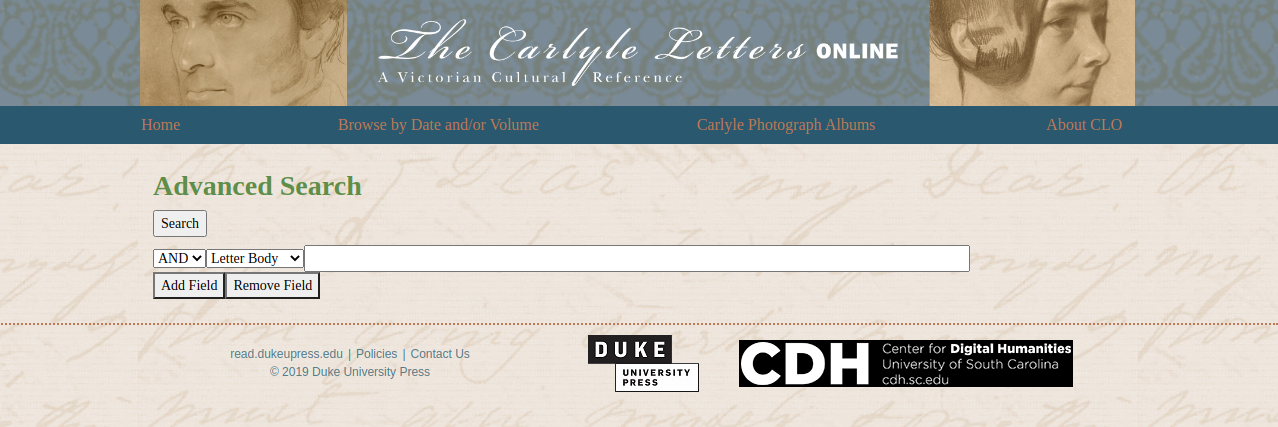 The Carlyle Letters ONLINE
A Victorian Cultural Reference
Home Browse by Date and/or Volume Carlyle Photograph Albums About CLO
Advanced Search
Search
AND Letter Body
Add Field Remove Field
read.dukeupress.edu | Policies | Contact Us
© 2019 Duke University Press
DUKE
UNIVERSITY
PRESS
CDH
Center for Digital Humanities
University of South Carolina
cdh.sc.edu